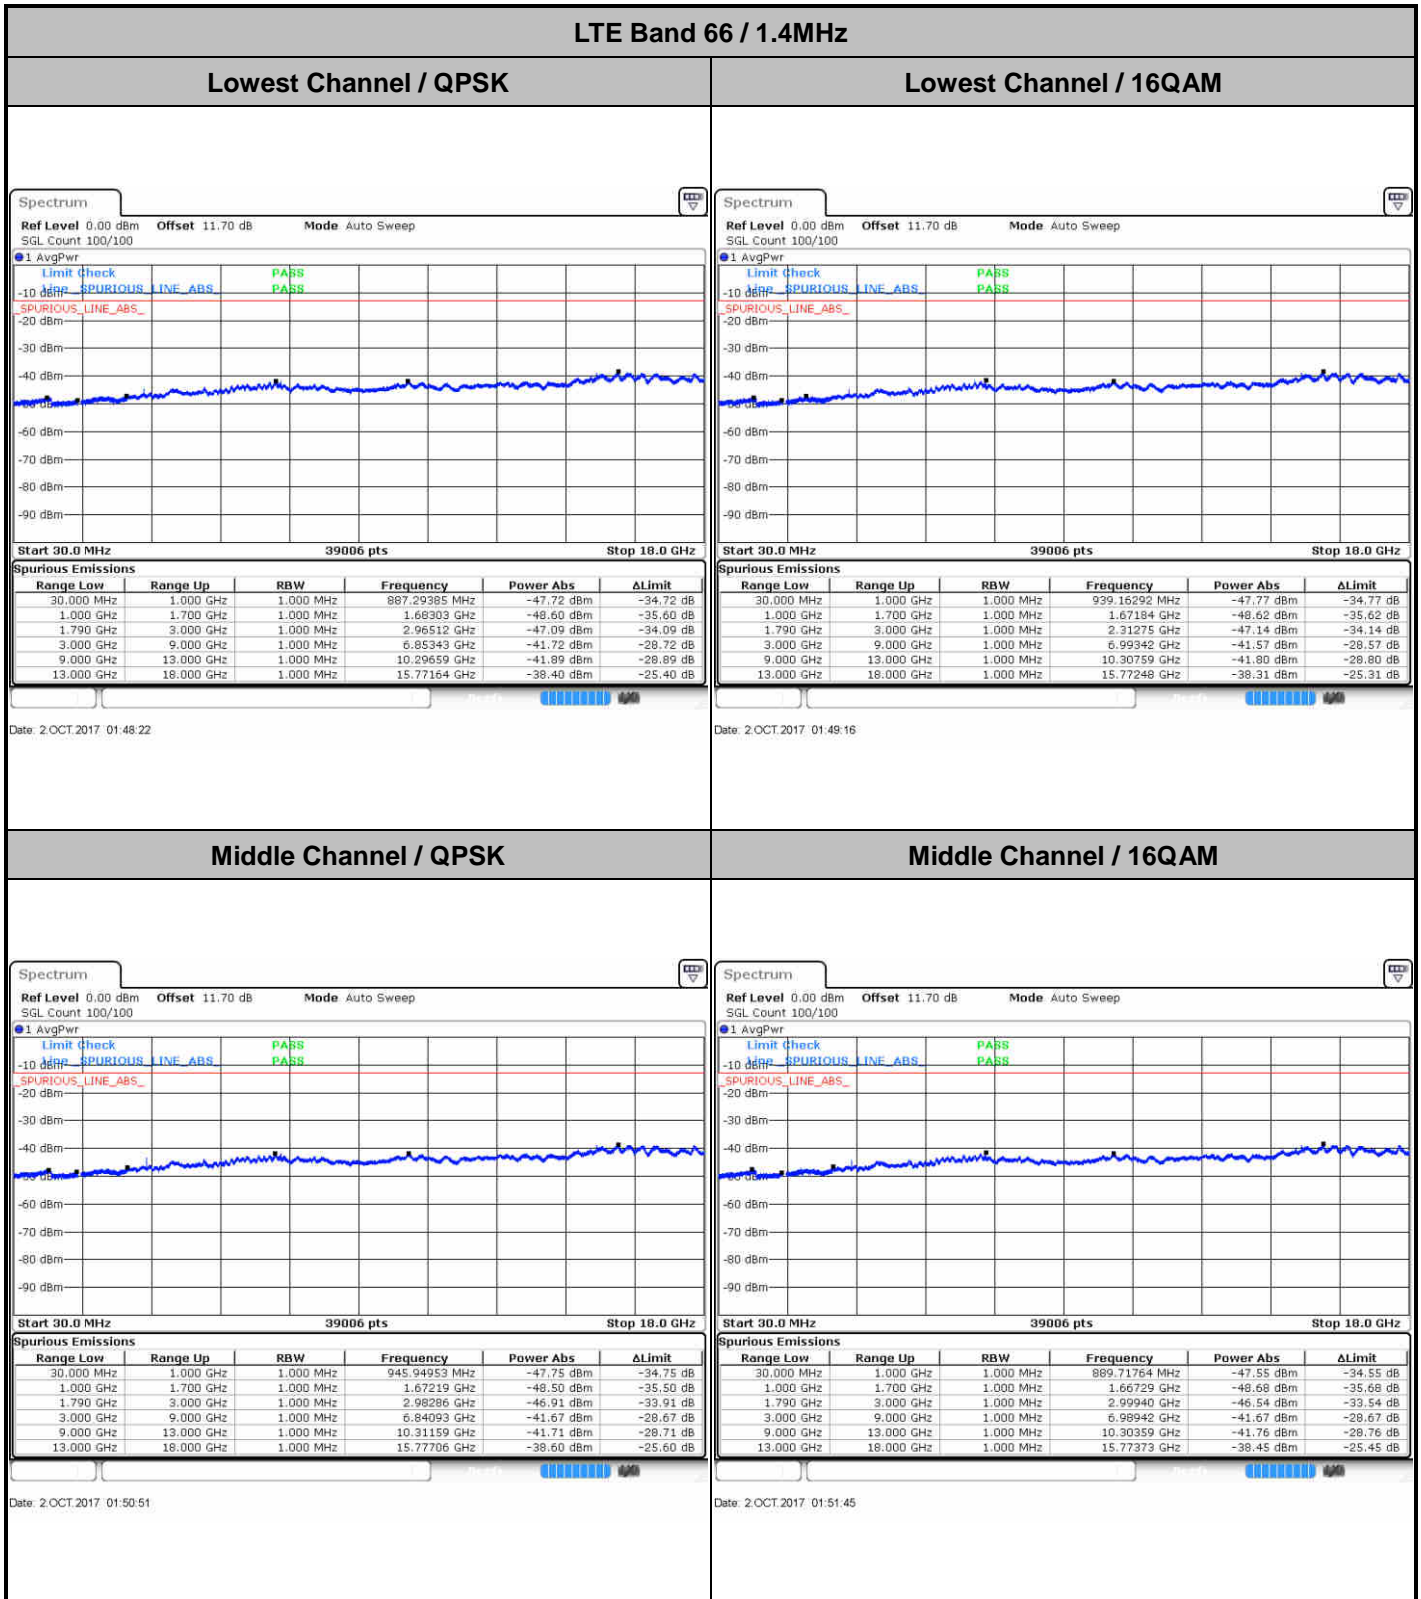 LTE Band 66 / 1.4MHz
Lowest Channel / QPSK
Lowest Channel / 16QAM
Spectrum
Ref Level 0.00 dBm Offset 11.70 dB Mode Auto Sweep
SGL Count 100/100
1 AvgPwr
Limit Check PASS
Line _SPURIOUS_LINE_ABS_ PASS
-10 dBm
_SPURIOUS_LINE_ABS_
-20 dBm
-30 dBm
-40 dBm
-60 dBm
-70 dBm
-80 dBm
-90 dBm
Start 30.0 MHz 39006 pts Stop 18.0 GHz
Spurious Emissions
Range Low Range Up RBW Frequency Power Abs ΔLimit
30.000 MHz 1.000 GHz 1.000 MHz 887.29385 MHz -47.72 dBm -34.72 dB
1.000 GHz 1.700 GHz 1.000 MHz 1.68303 GHz -48.60 dBm -35.60 dB
1.790 GHz 3.000 GHz 1.000 MHz 2.96512 GHz -47.09 dBm -34.09 dB
3.000 GHz 9.000 GHz 1.000 MHz 6.85343 GHz -41.72 dBm -28.72 dB
9.000 GHz 13.000 GHz 1.000 MHz 10.29659 GHz -41.89 dBm -28.89 dB
13.000 GHz 18.000 GHz 1.000 MHz 15.77164 GHz -38.40 dBm -25.40 dB
Date: 2.OCT.2017 01:48:22
Spectrum
Ref Level 0.00 dBm Offset 11.70 dB Mode Auto Sweep
SGL Count 100/100
1 AvgPwr
Limit Check PASS
Line _SPURIOUS_LINE_ABS_ PASS
-10 dBm
_SPURIOUS_LINE_ABS_
-20 dBm
-30 dBm
-40 dBm
-60 dBm
-70 dBm
-80 dBm
-90 dBm
Start 30.0 MHz 39006 pts Stop 18.0 GHz
Spurious Emissions
Range Low Range Up RBW Frequency Power Abs ΔLimit
30.000 MHz 1.000 GHz 1.000 MHz 939.16292 MHz -47.77 dBm -34.77 dB
1.000 GHz 1.700 GHz 1.000 MHz 1.67184 GHz -48.62 dBm -35.62 dB
1.790 GHz 3.000 GHz 1.000 MHz 2.31275 GHz -47.14 dBm -34.14 dB
3.000 GHz 9.000 GHz 1.000 MHz 6.99342 GHz -41.57 dBm -28.57 dB
9.000 GHz 13.000 GHz 1.000 MHz 10.30759 GHz -41.80 dBm -28.80 dB
13.000 GHz 18.000 GHz 1.000 MHz 15.77248 GHz -38.31 dBm -25.31 dB
Date: 2.OCT.2017 01:49:16
Middle Channel / QPSK
Middle Channel / 16QAM
Spectrum
Ref Level 0.00 dBm Offset 11.70 dB Mode Auto Sweep
SGL Count 100/100
1 AvgPwr
Limit Check PASS
Line _SPURIOUS_LINE_ABS_ PASS
-10 dBm
_SPURIOUS_LINE_ABS_
-20 dBm
-30 dBm
-40 dBm
-60 dBm
-70 dBm
-80 dBm
-90 dBm
Start 30.0 MHz 39006 pts Stop 18.0 GHz
Spurious Emissions
Range Low Range Up RBW Frequency Power Abs ΔLimit
30.000 MHz 1.000 GHz 1.000 MHz 945.94953 MHz -47.75 dBm -34.75 dB
1.000 GHz 1.700 GHz 1.000 MHz 1.67219 GHz -48.50 dBm -35.50 dB
1.790 GHz 3.000 GHz 1.000 MHz 2.98286 GHz -46.91 dBm -33.91 dB
3.000 GHz 9.000 GHz 1.000 MHz 6.84093 GHz -41.67 dBm -28.67 dB
9.000 GHz 13.000 GHz 1.000 MHz 10.31159 GHz -41.71 dBm -28.71 dB
13.000 GHz 18.000 GHz 1.000 MHz 15.77706 GHz -38.60 dBm -25.60 dB
Date: 2.OCT.2017 01:50:51
Spectrum
Ref Level 0.00 dBm Offset 11.70 dB Mode Auto Sweep
SGL Count 100/100
1 AvgPwr
Limit Check PASS
Line _SPURIOUS_LINE_ABS_ PASS
-10 dBm
_SPURIOUS_LINE_ABS_
-20 dBm
-30 dBm
-40 dBm
-60 dBm
-70 dBm
-80 dBm
-90 dBm
Start 30.0 MHz 39006 pts Stop 18.0 GHz
Spurious Emissions
Range Low Range Up RBW Frequency Power Abs ΔLimit
30.000 MHz 1.000 GHz 1.000 MHz 889.71764 MHz -47.55 dBm -34.55 dB
1.000 GHz 1.700 GHz 1.000 MHz 1.66729 GHz -48.68 dBm -35.68 dB
1.790 GHz 3.000 GHz 1.000 MHz 2.99940 GHz -46.54 dBm -33.54 dB
3.000 GHz 9.000 GHz 1.000 MHz 6.98942 GHz -41.67 dBm -28.67 dB
9.000 GHz 13.000 GHz 1.000 MHz 10.30359 GHz -41.76 dBm -28.76 dB
13.000 GHz 18.000 GHz 1.000 MHz 15.77373 GHz -38.45 dBm -25.45 dB
Date: 2.OCT.2017 01:51:45